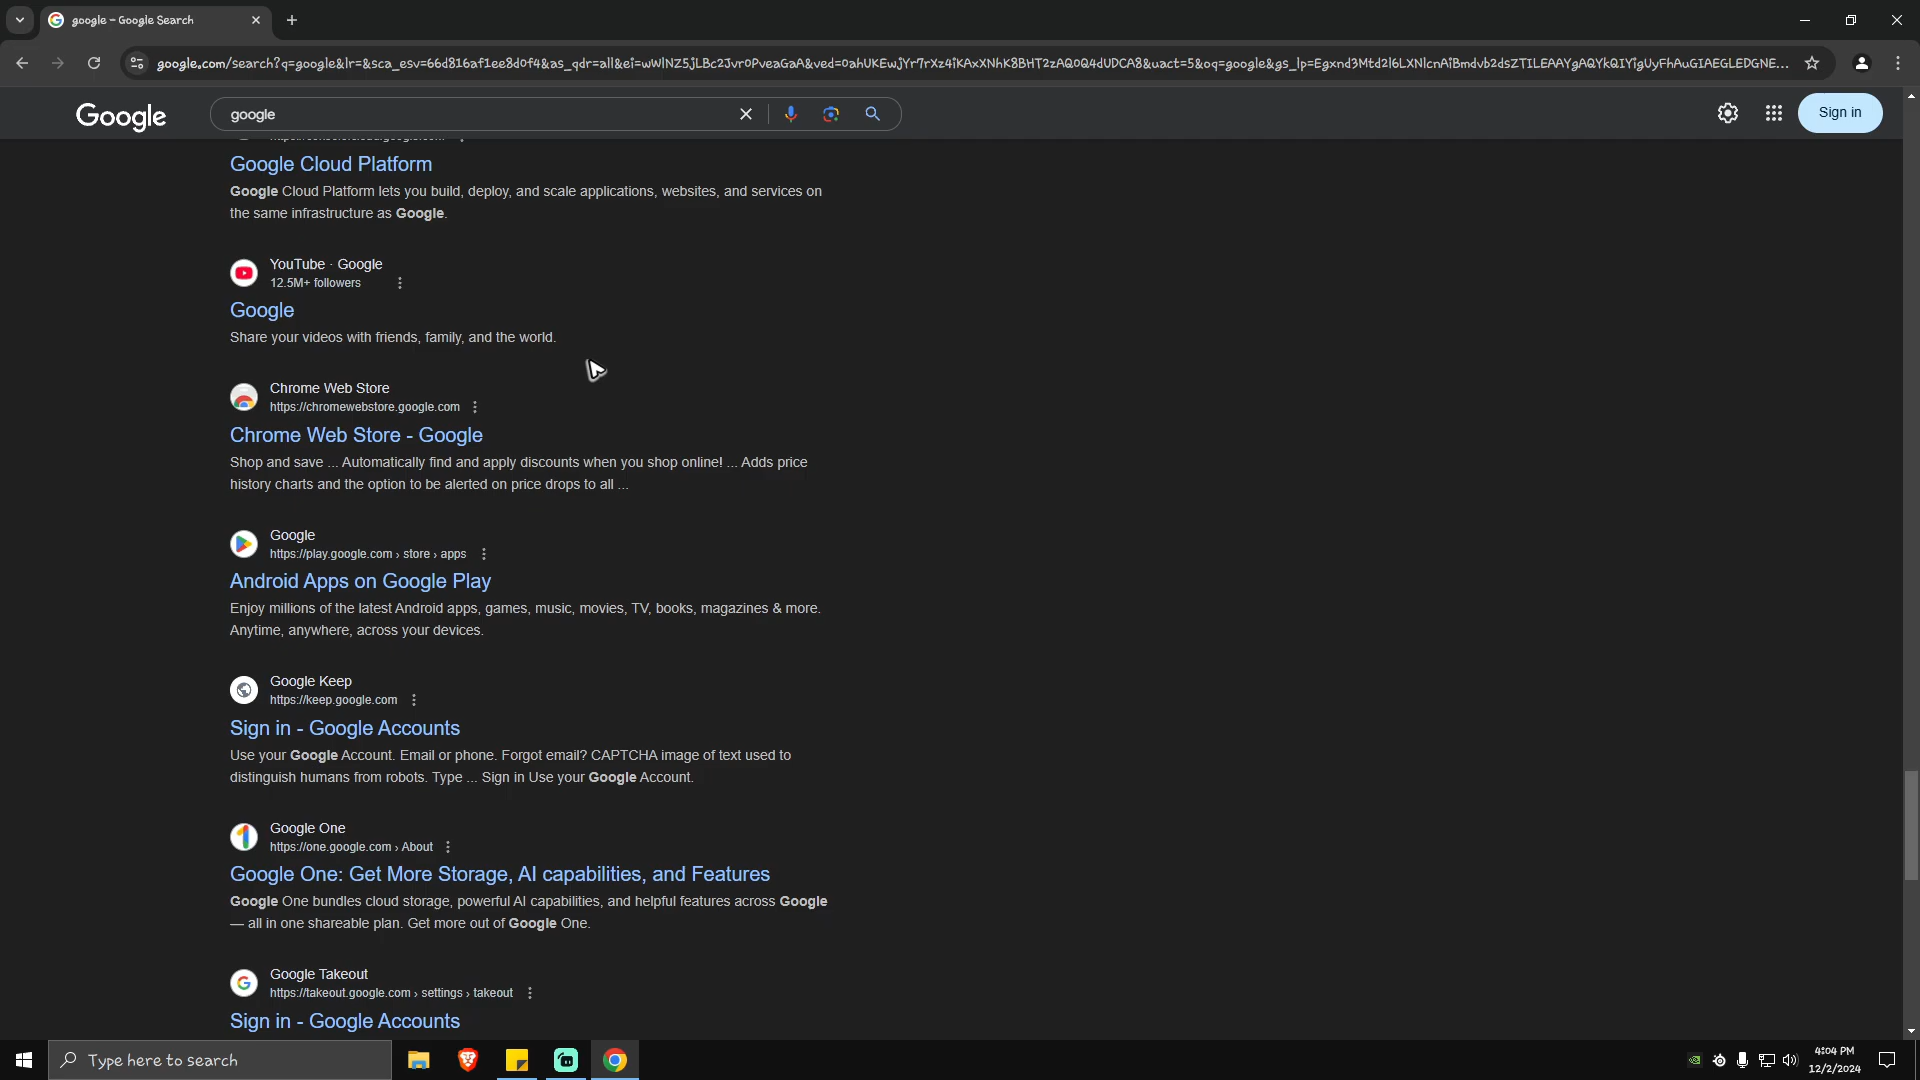 google - Google Search
google.com/search?q=google&lr=&sca_esv=66d816af1ee8d0f4&as_qdr=all&ei=wWlNZ5jLBc2Jvr0PveaGaA&ved=0ahUKEwjYr7rXz4iKAxXNhK8BHT2zAQ0Q4dUDCA8&uact=5&oq=google&gs_lp=Egxnd3Mtd2l6LXNlcnAiBmdvb2dsZTILEAAYgAQYkQIYigUyFhAuGIAEGLEDGNE...
Google
google
Sign in
Google Cloud Platform
Google Cloud Platform lets you build, deploy, and scale applications, websites, and services on
the same infrastructure as Google.
YouTube · Google
12.5M+ followers
Google
Share your videos with friends, family, and the world.
Chrome Web Store
https://chromewebstore.google.com
Chrome Web Store - Google
Shop and save ... Automatically find and apply discounts when you shop online! ... Adds price
history charts and the option to be alerted on price drops to all ...
Google
https://play.google.com › store › apps
Android Apps on Google Play
Enjoy millions of the latest Android apps, games, music, movies, TV, books, magazines & more.
Anytime, anywhere, across your devices.
Google Keep
https://keep.google.com
Sign in - Google Accounts
Use your Google Account. Email or phone. Forgot email? CAPTCHA image of text used to
distinguish humans from robots. Type ... Sign in Use your Google Account.
Google One
https://one.google.com › About
Google One: Get More Storage, AI capabilities, and Features
Google One bundles cloud storage, powerful AI capabilities, and helpful features across Google
— all in one shareable plan. Get more out of Google One.
Google Takeout
https://takeout.google.com › settings › takeout
Sign in - Google Accounts
Type here to search
4:04 PM
12/2/2024